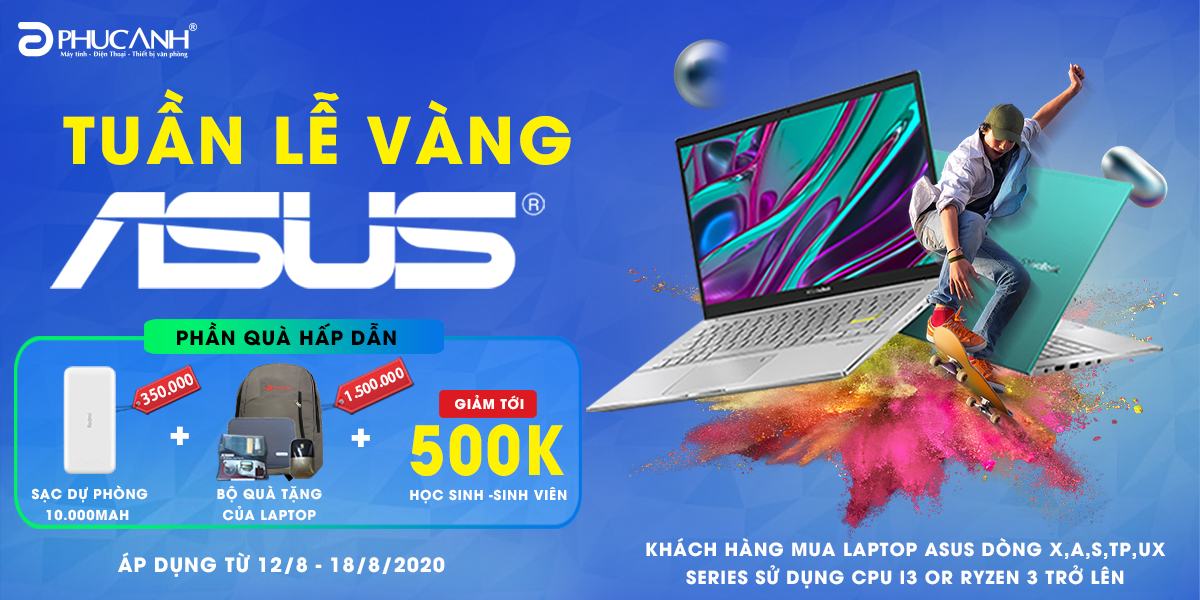 PHUCANH®
Máy tính - Điện Thoại - Thiết bị văn phòng
TUẦN LỄ VÀNG
ASUS®
PHẦN QUÀ HẤP DẪN
350.000
Redmi
+
1.500.000
+
GIẢM TỚI
500K
SẠC DỰ PHÒNG
10.000MAH
BỘ QUÀ TẶNG
CỦA LAPTOP
HỌC SINH -SINH VIÊN
ÁP DỤNG TỪ 12/8 - 18/8/2020
KHÁCH HÀNG MUA LAPTOP ASUS DÒNG X,A,S,TP,UX
SERIES SỬ DỤNG CPU I3 OR RYZEN 3 TRỞ LÊN